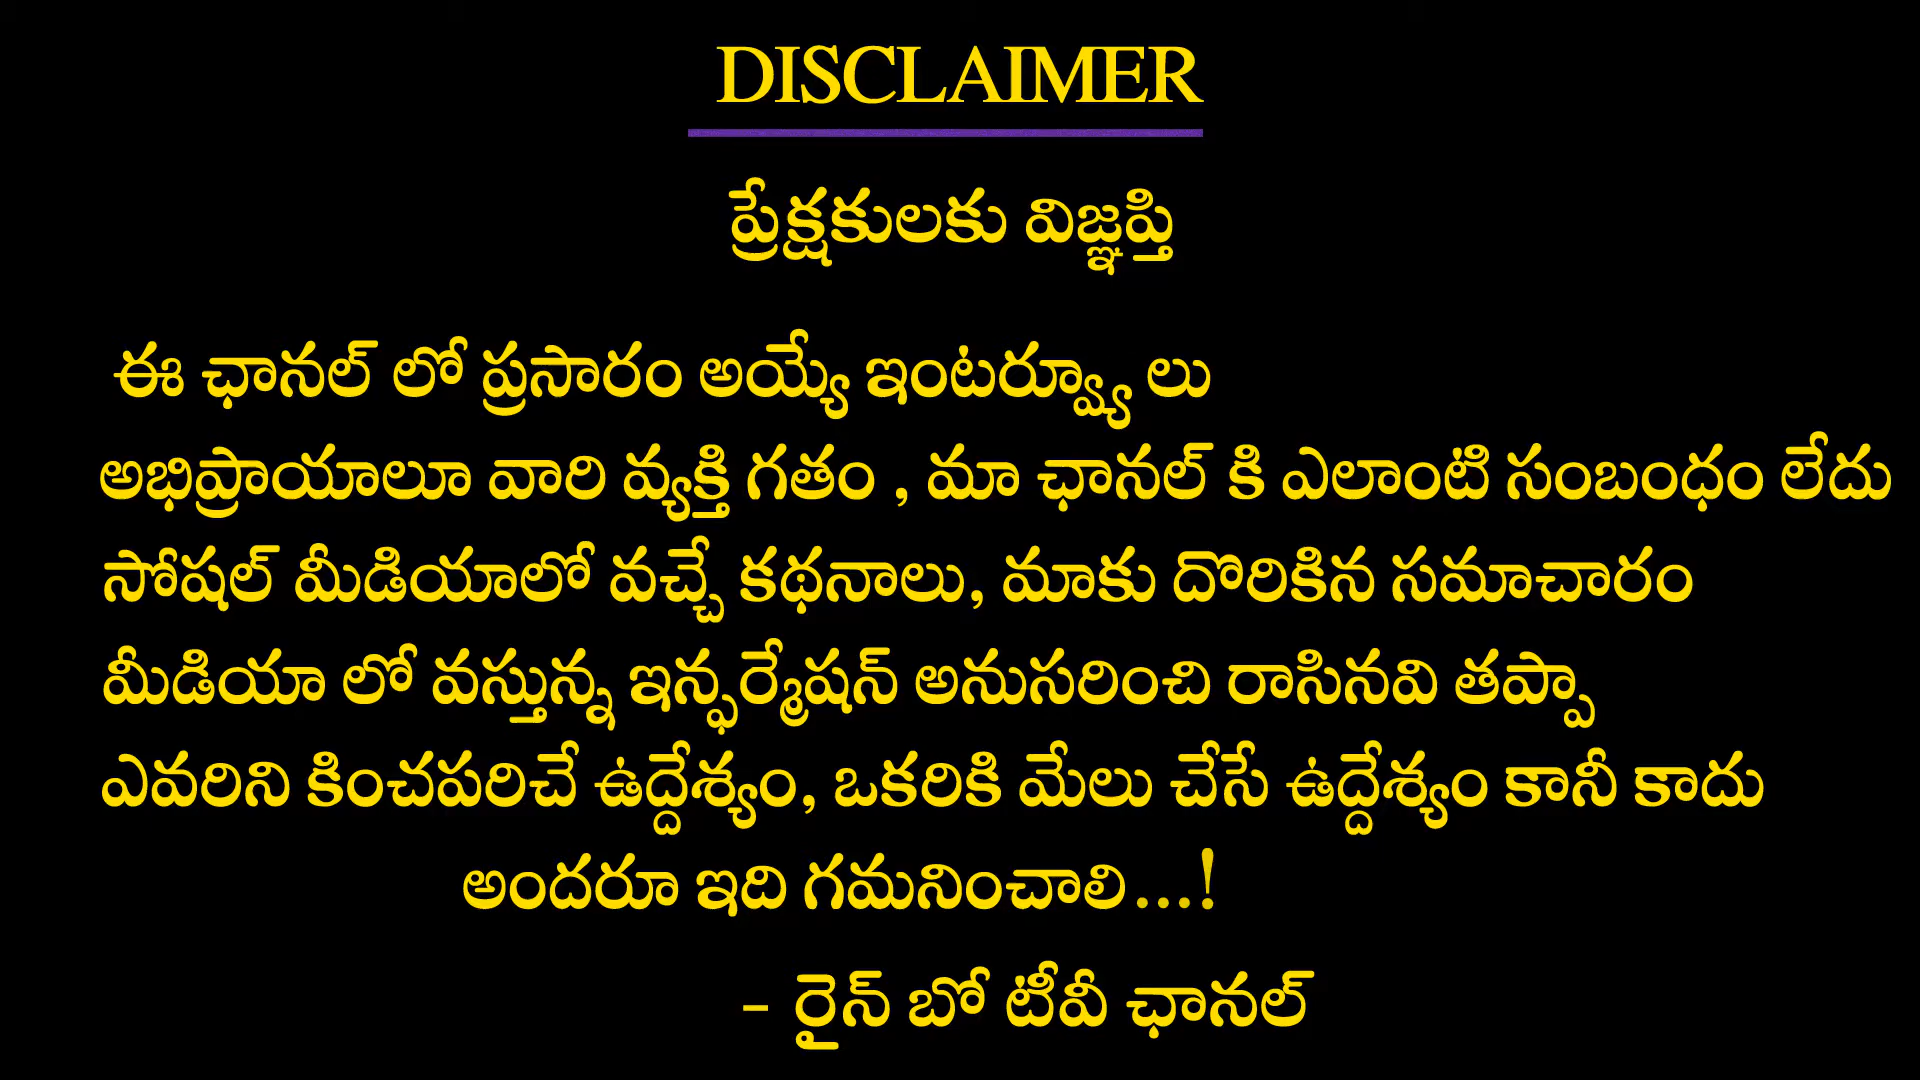 DISCLAIMER
ప్రేక్షకులకు విజ్ఞప్తి
ఈ ఛానల్ లో ప్రసారం అయ్యే ఇంటర్వ్యూ లు
అభిప్రాయాలూ వారి వ్యక్తి గతం , మా ఛానల్ కి ఎలాంటి సంబంధం లేదు
సోషల్ మీడియాలో వచ్చే కథనాలు, మాకు దొరికిన సమాచారం
మీడియా లో వస్తున్న ఇన్ఫర్మేషన్ అనుసరించి రాసినవి తప్పా
ఎవరిని కించపరిచే ఉద్దేశ్యం, ఒకరికి మేలు చేసే ఉద్దేశ్యం కానీ కాదు
అందరూ ఇది గమనించాలి...!
- రైన్ బో టీవీ ఛానల్